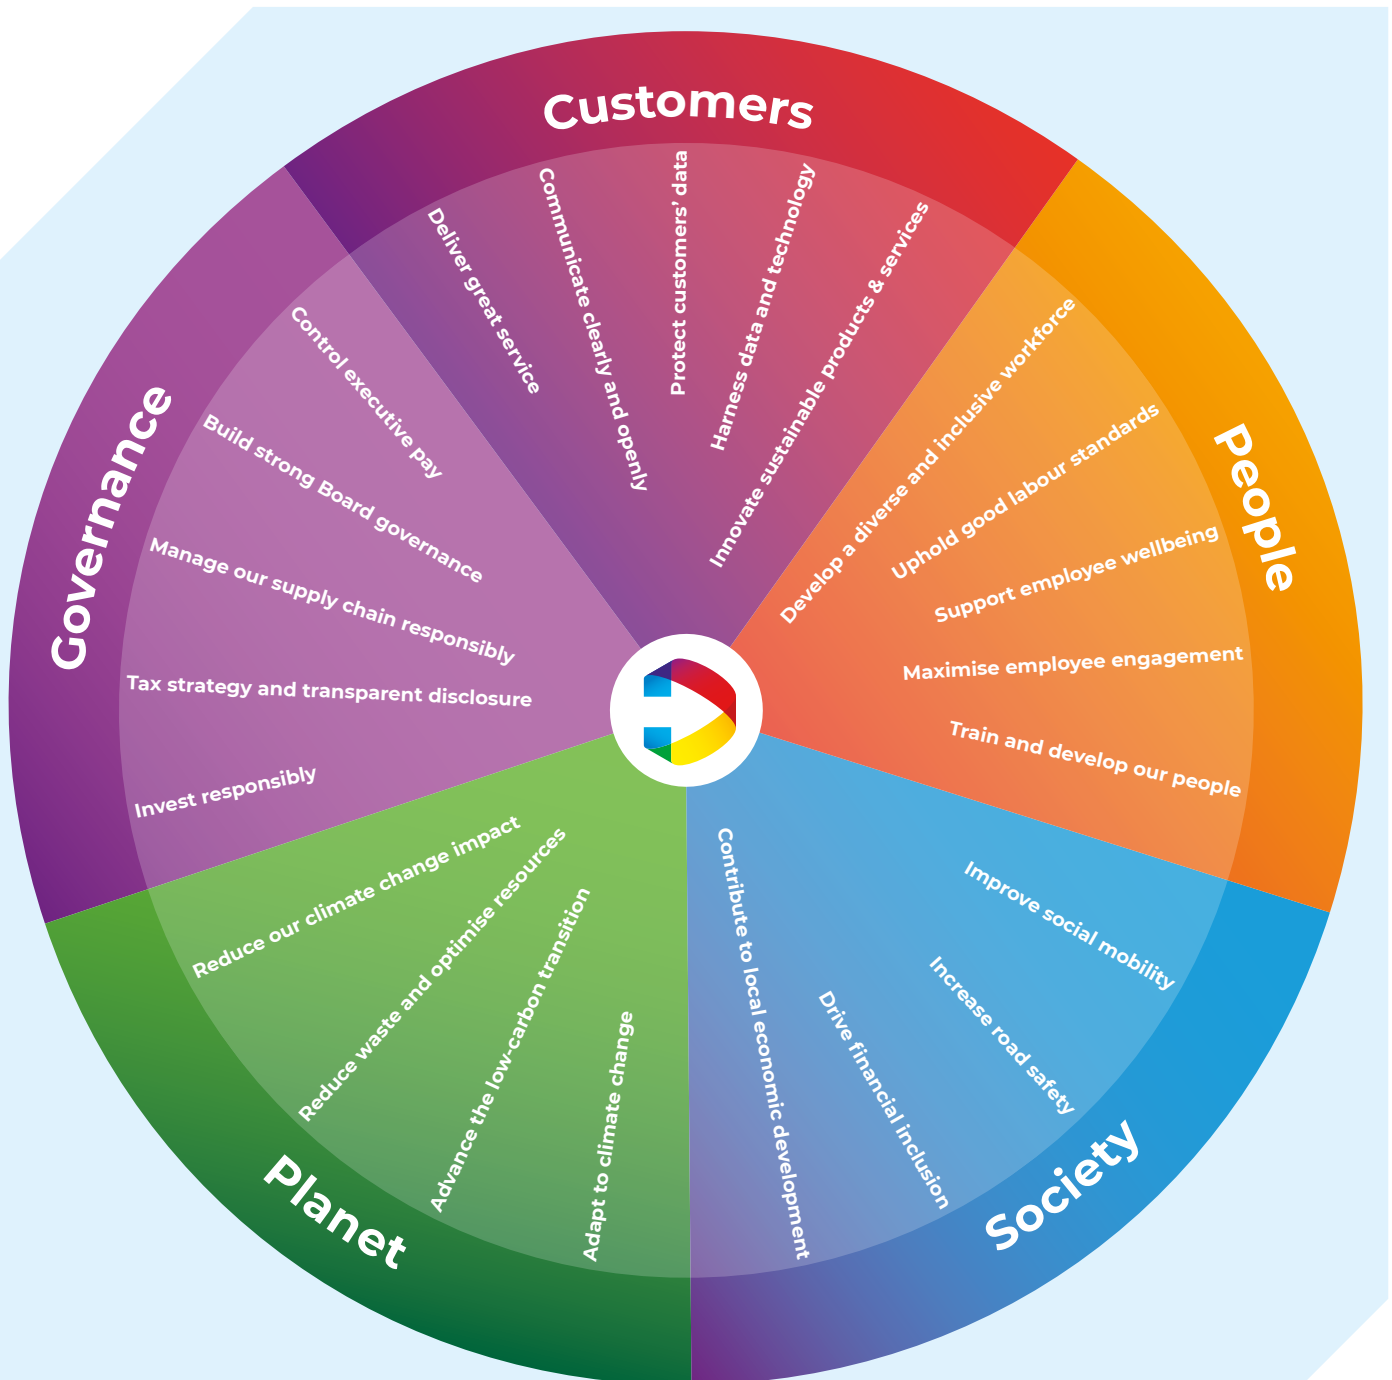 Customers
Deliver great service
Communicate clearly and openly
Protect customers’ data
Harness data and technology
Innovate sustainable products & services
People
Develop a diverse and inclusive workforce
Uphold good labour standards
Support employee wellbeing
Maximise employee engagement
Train and develop our people
Society
Improve social mobility
Increase road safety
Drive financial inclusion
Contribute to local economic development
Planet
Adapt to climate change
Advance the low-carbon transition
Reduce waste and optimise resources
Reduce our climate change impact
Governance
Invest responsibly
Tax strategy and transparent disclosure
Manage our supply chain responsibly
Build strong Board governance
Control executive pay